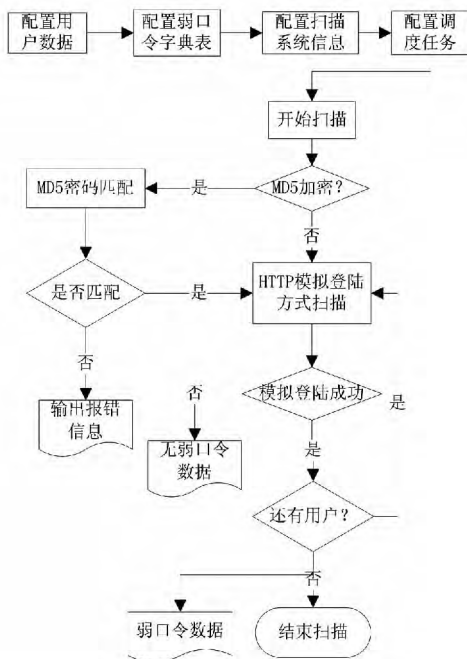 配置用
户数据
配置弱口
令字典表
配置扫描
系统信息
配置调
度任务
开始扫描
MD5密码匹配
是
MD5加密?
否
是否匹配
是
HTTP模拟登陆
方式扫描
否
输出报错
信息
否
无弱口令
数据
模拟登陆成功
是
是
还有用户?
否
弱口令数据
结束扫描